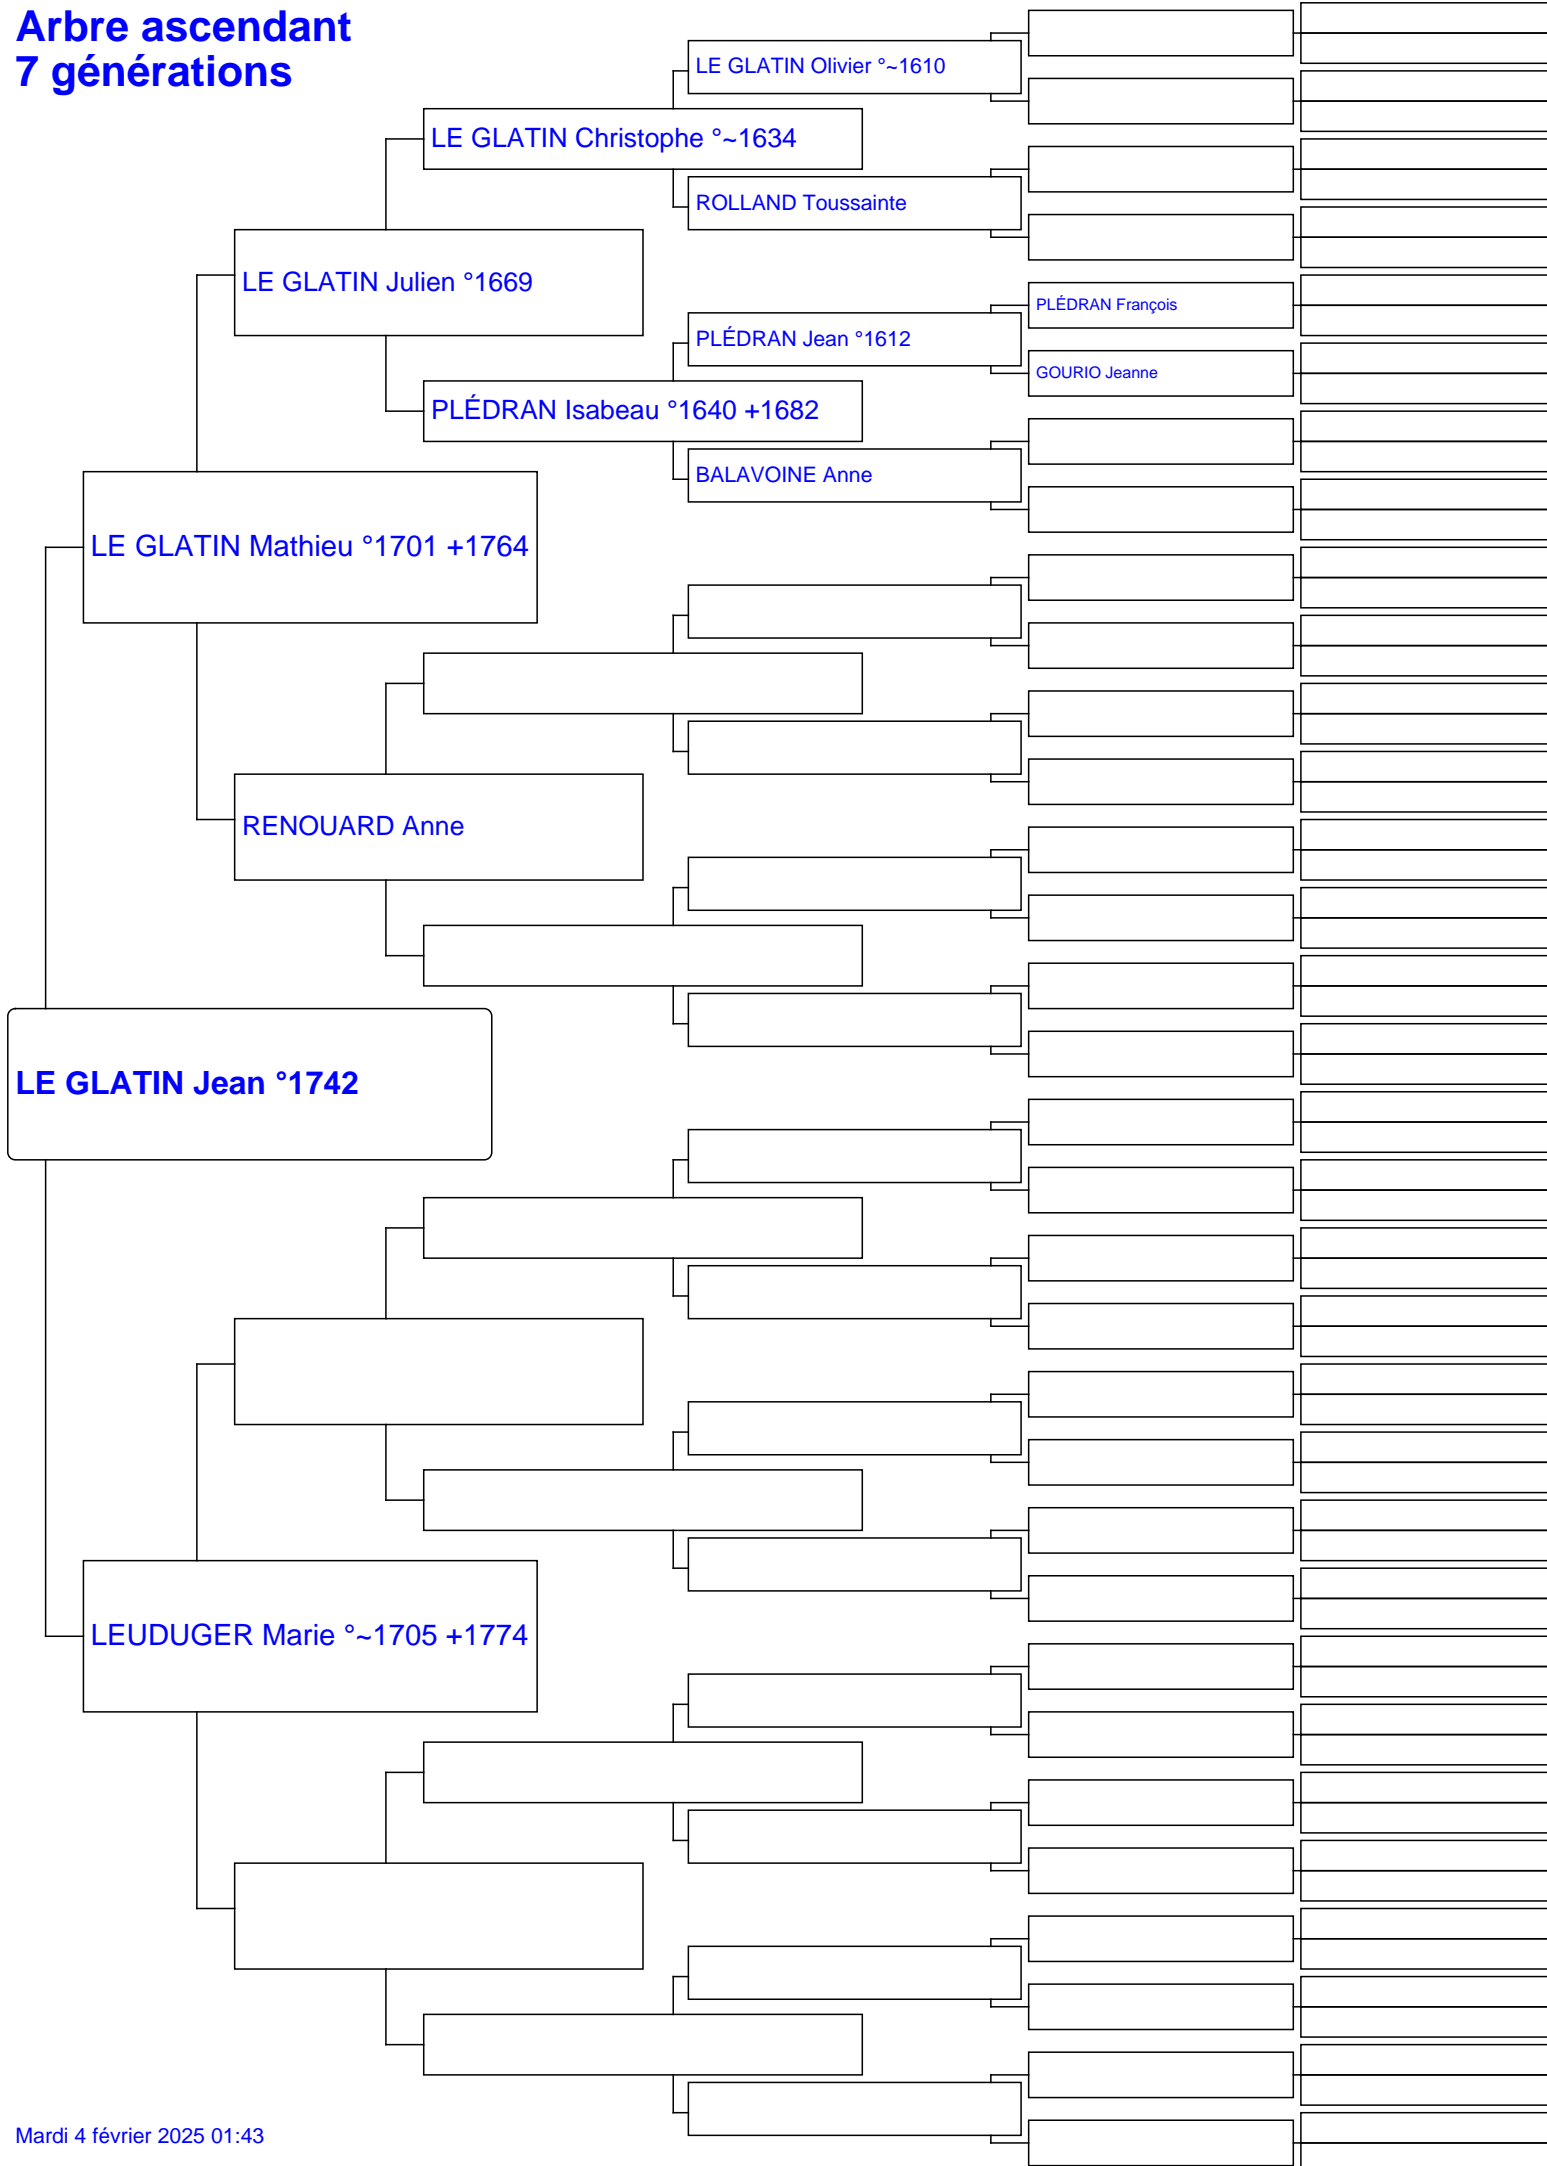 Arbre ascendant
7 générations
LE GLATIN Olivier °~1610
LE GLATIN Christophe °~1634
ROLLAND Toussainte
LE GLATIN Julien °1669
PLÉDRAN François
PLÉDRAN Jean °1612
GOURIO Jeanne
PLÉDRAN Isabeau °1640 +1682
BALAVOINE Anne
LE GLATIN Mathieu °1701 +1764
RENOUARD Anne
LE GLATIN Jean °1742
LEUDUGER Marie °~1705 +1774
Mardi 4 février 2025 01:43